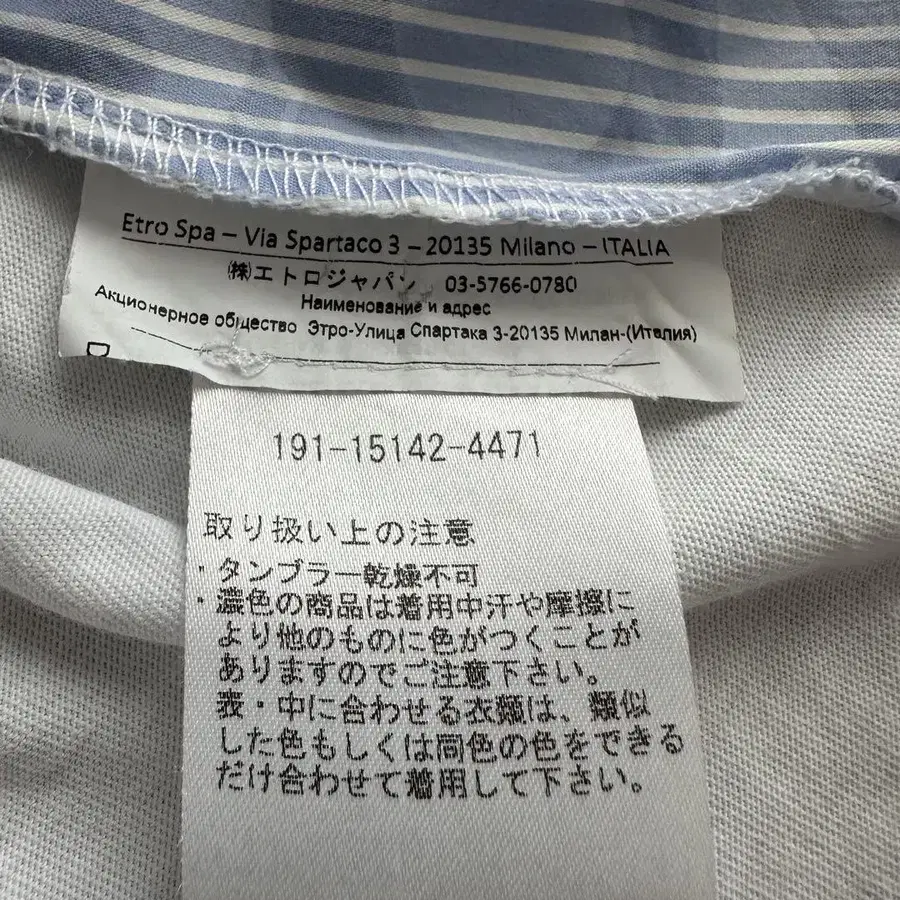 Etro Spa – Via Spartaco 3 – 20135 Milano – ITALIA
㈱エトロジャパン 03-5766-0780
Наименование и адрес
Акционерное общество Этро-Улица Спартака 3-20135 Милан-(Италия)
191-15142-4471
取り扱い上の注意
・タンブラー乾燥不可
・濃色の商品は着用中汗や摩擦に
より他のものに色がつくことが
ありますのでご注意下さい。
表・中に合わせる衣類は、類似
した色もしくは同色の色をできる
だけ合わせて着用して下さい。